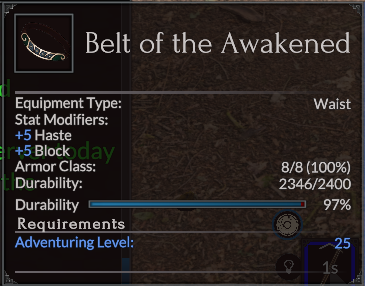 Belt of the Awakened
Equipment Type: Waist
Stat Modifiers:
+5 Haste
+5 Block
Armor Class: 8/8 (100%)
Durability: 2346/2400
Durability 97%
Requirements
Adventuring Level: 25
1s